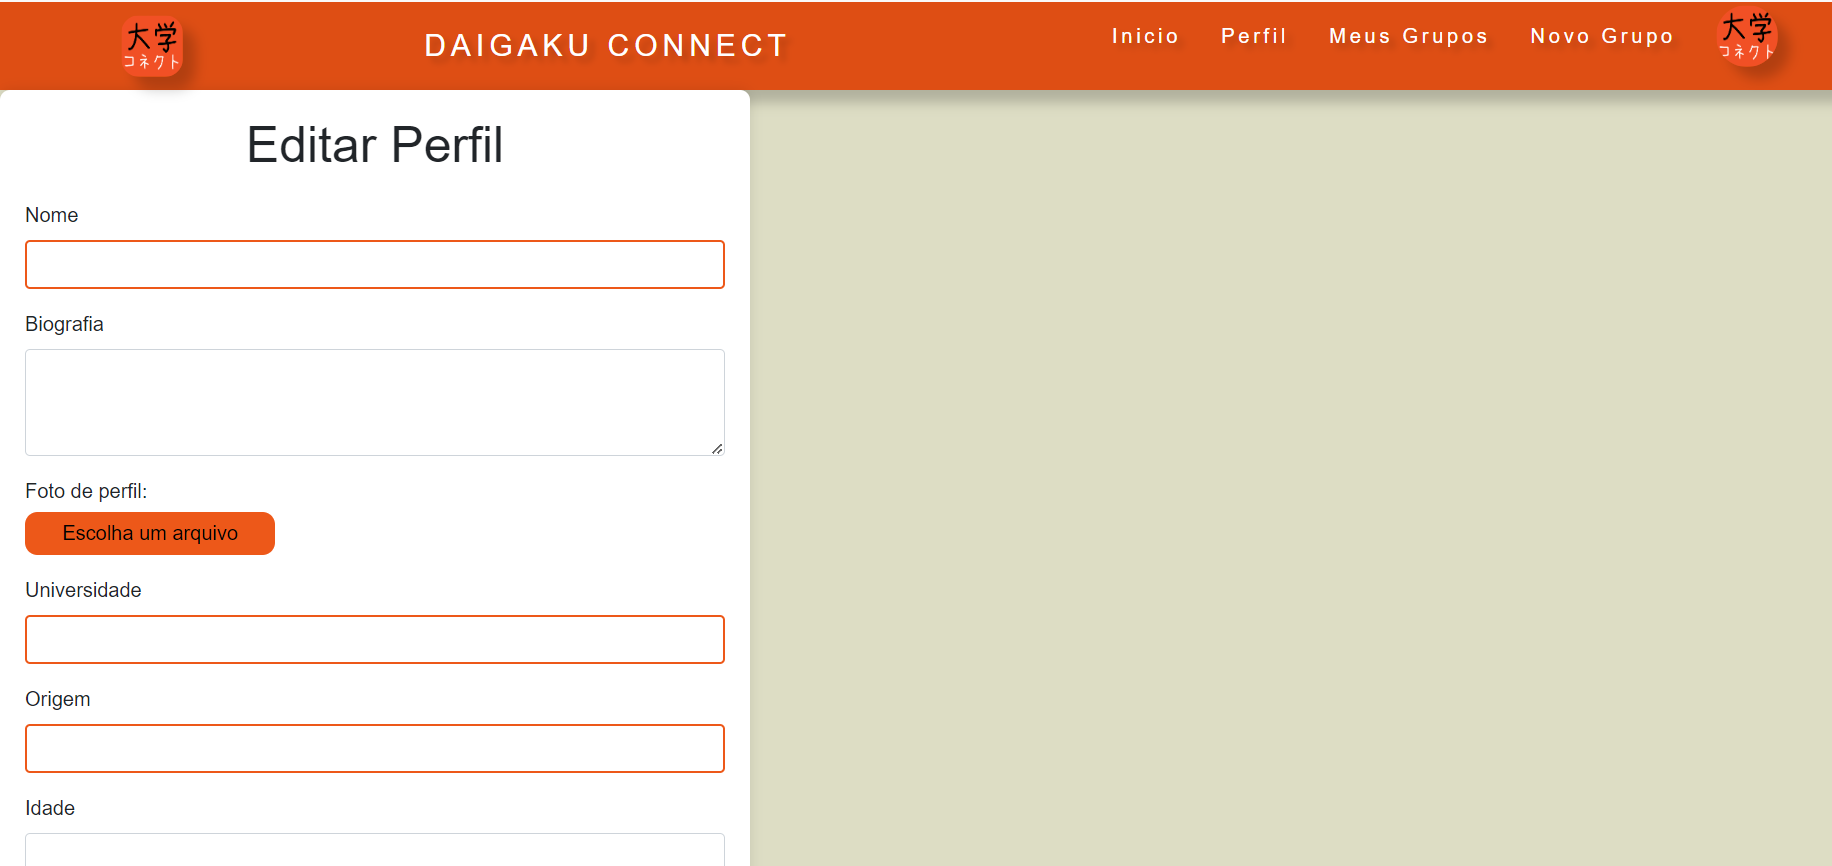 大学
コネクト
DAIGAKU CONNECT
Inicio Perfil Meus Grupos Novo Grupo
大学
コネクト
Editar Perfil
Nome
Biografia
Foto de perfil:
Escolha um arquivo
Universidade
Origem
Idade